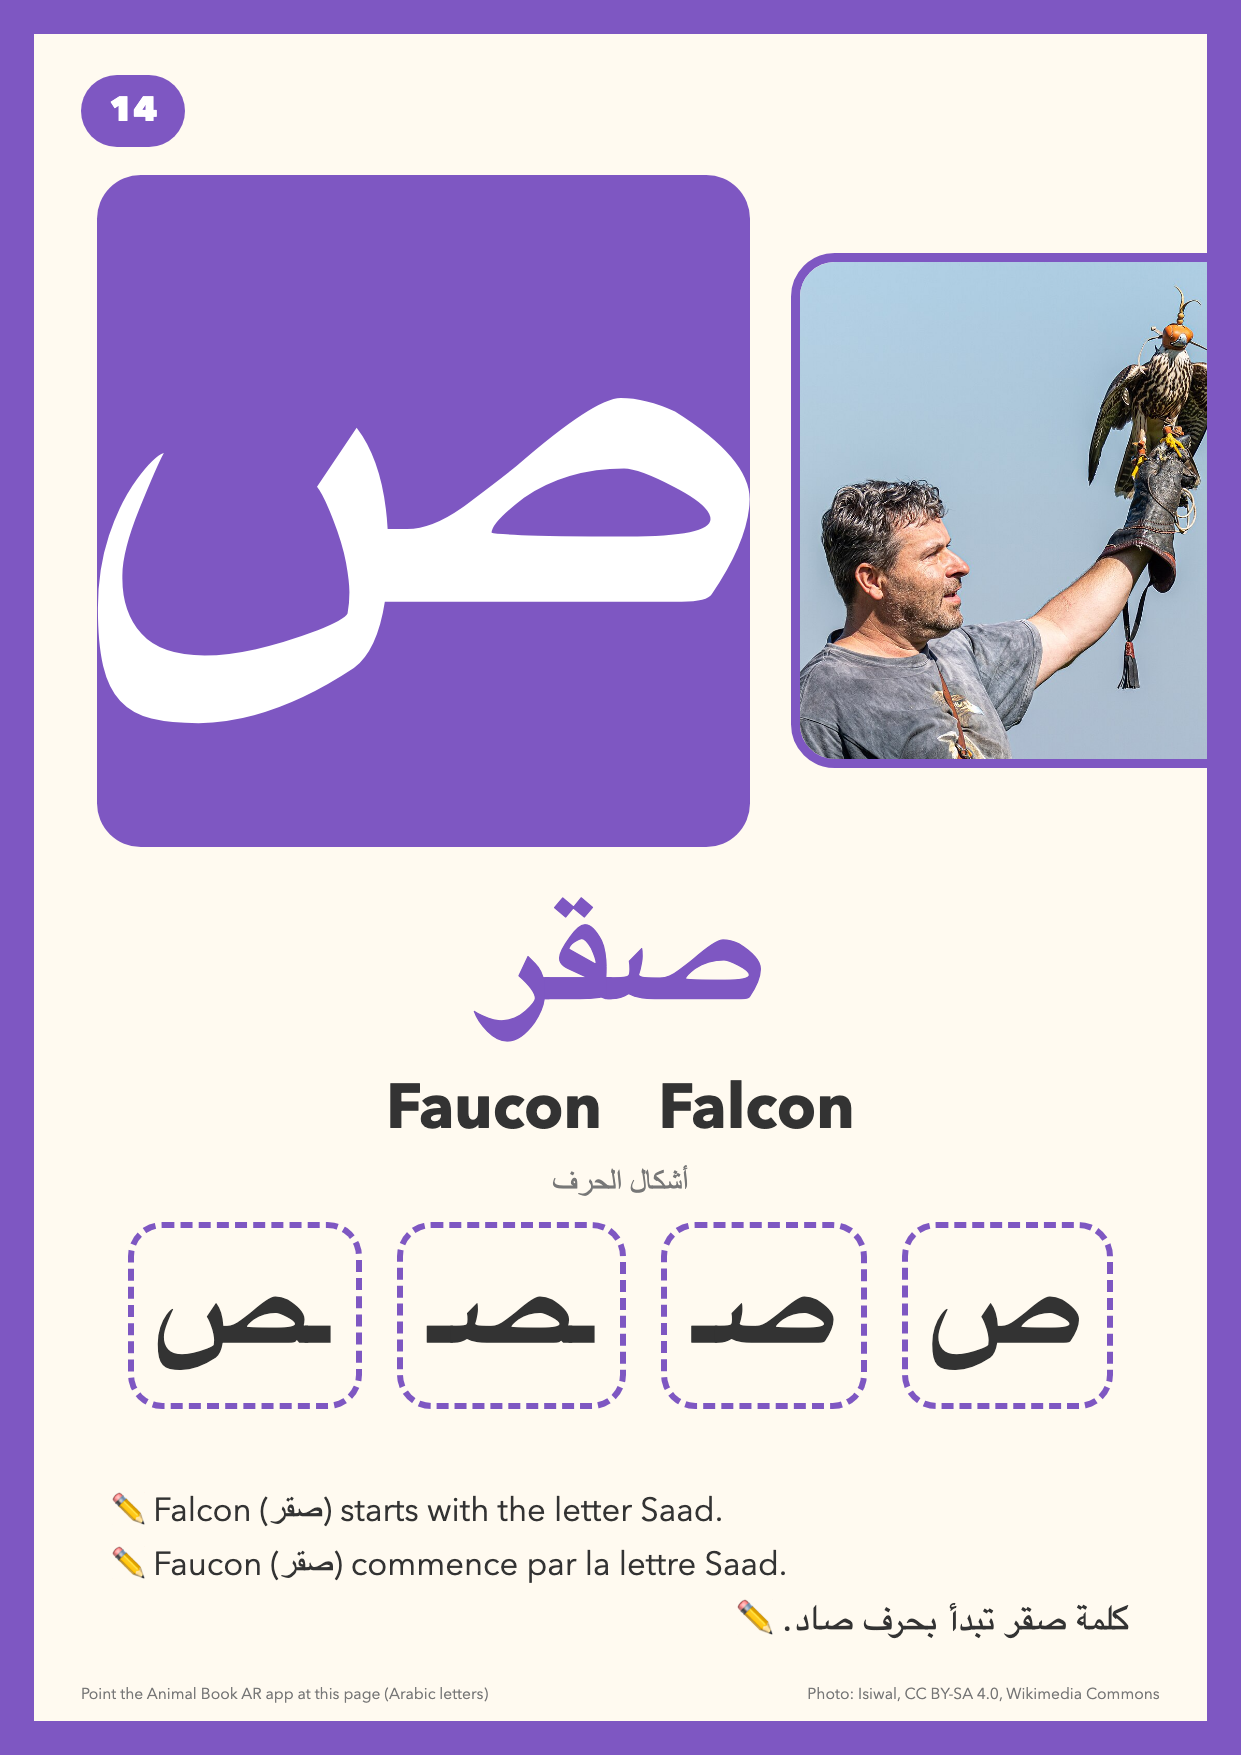 14
ص
صقر
Faucon Falcon
أشكال الحرف
ص صـ ـصـ ـص
✏️ Falcon (صقر) starts with the letter Saad.
✏️ Faucon (صقر) commence par la lettre Saad.
كلمة صقر تبدأ بحرف صاد. ✏️
Point the Animal Book AR app at this page (Arabic letters)
Photo: Isiwal, CC BY-SA 4.0, Wikimedia Commons